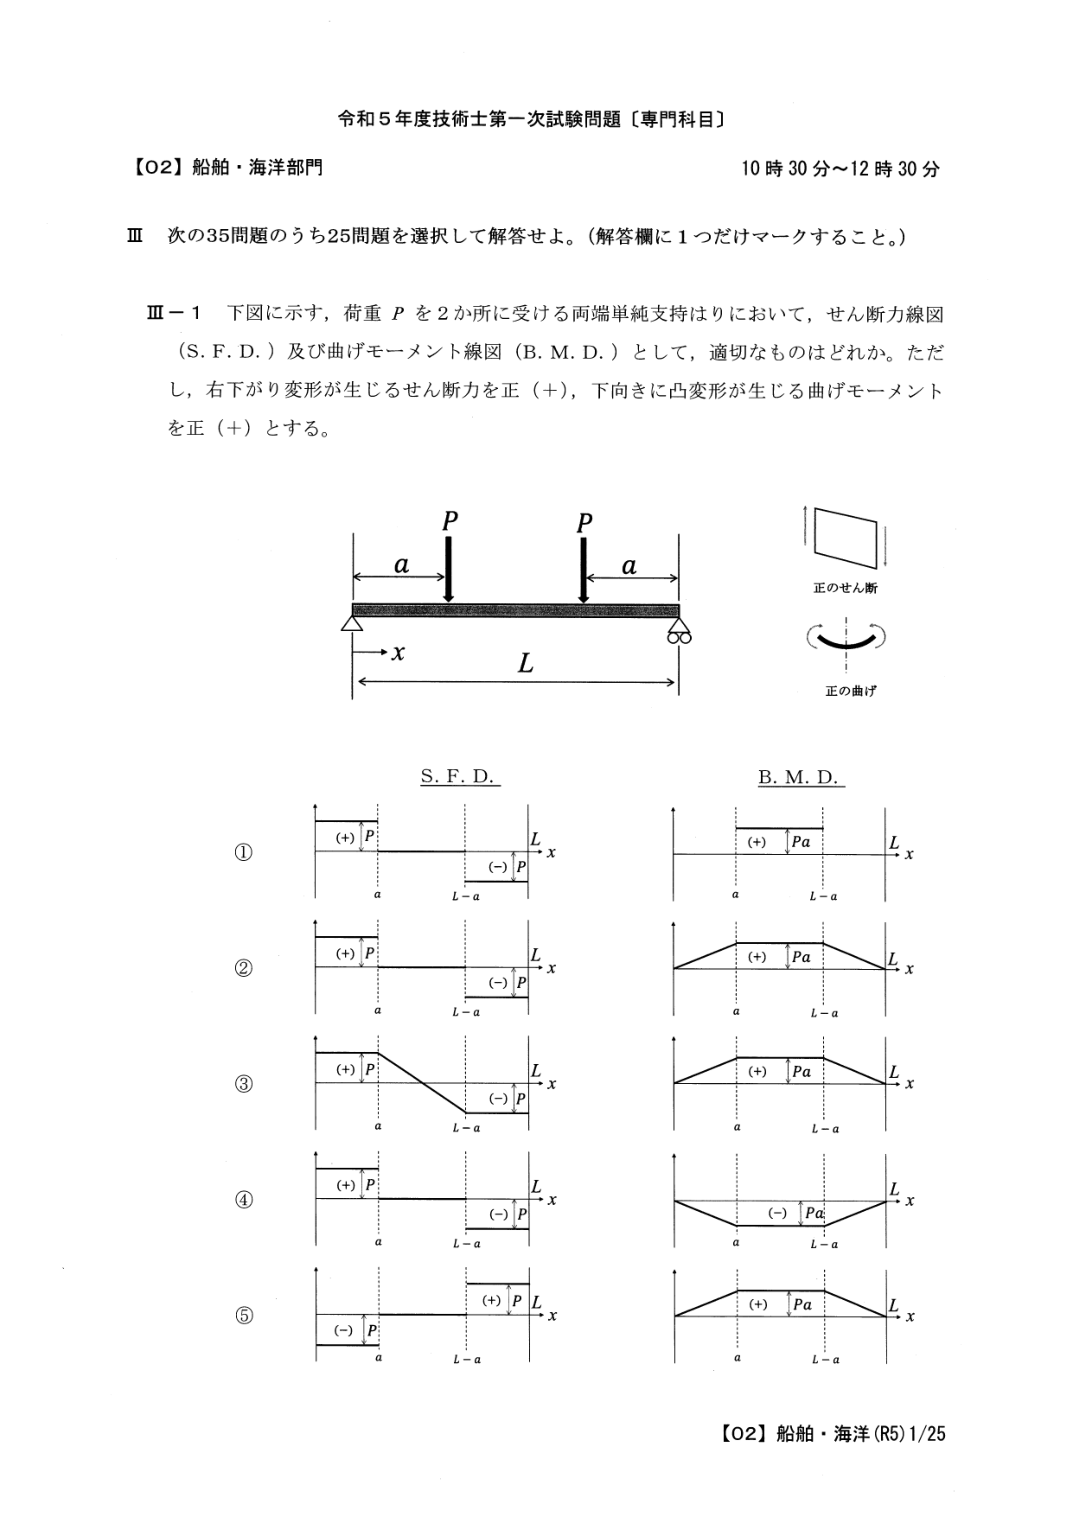 令和５年度技術士第一次試験問題〔専門科目〕
【02】船舶・海洋部門 10時30分～12時30分
Ⅲ 次の35問題のうち25問題を選択して解答せよ。（解答欄に１つだけマークすること。）
Ⅲ－１ 下図に示す，荷重 P を２か所に受ける両端単純支持はりにおいて，せん断力線図
（S. F. D. ）及び曲げモーメント線図（B. M. D. ）として，適切なものはどれか。ただ
し，右下がり変形が生じるせん断力を正（＋），下向きに凸変形が生じる曲げモーメント
を正（＋）とする。
P P
a a
正のせん断
x L
正の曲げ
S. F. D. B. M. D.
① (+) P (−) P L x a L−a (+) Pa L x a L−a
② (+) P (−) P L x a L−a (+) Pa L x a L−a
③ (+) P (−) P L x a L−a (+) Pa L x a L−a
④ (+) P (−) P L x a L−a (−) Pa L x a L−a
⑤ (−) P (+) P L x a L−a (+) Pa L x a L−a
【02】船舶・海洋(R5)1/25